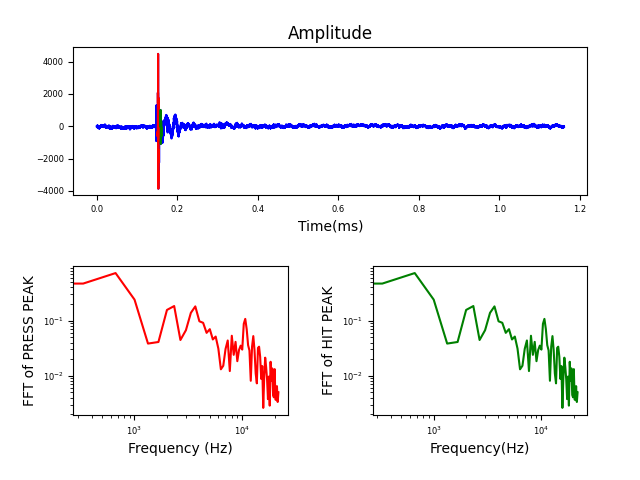 Amplitude
4000
2000
0
−2000
−4000
0.0 0.2 0.4 0.6 0.8 1.0 1.2
Time(ms)
FFT of PRESS PEAK
10⁻¹
10⁻²
10³ 10⁴
Frequency (Hz)
FFT of HIT PEAK
10⁻¹
10⁻²
10³ 10⁴
Frequency(Hz)